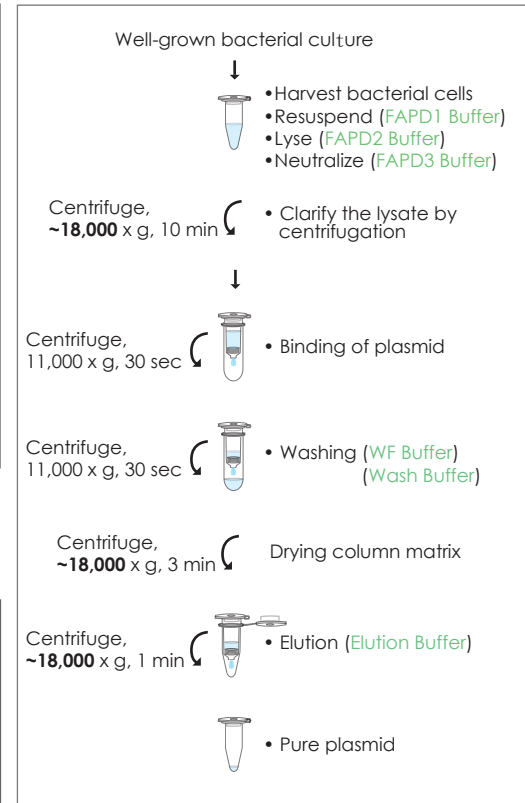 Well-grown bacterial culture
•Harvest bacterial cells
•Resuspend (FAPD1 Buffer)
•Lyse (FAPD2 Buffer)
•Neutralize (FAPD3 Buffer)
Centrifuge,
~18,000 x g, 10 min
• Clarify the lysate by
centrifugation
Centrifuge,
11,000 x g, 30 sec
• Binding of plasmid
Centrifuge,
11,000 x g, 30 sec
• Washing (WF Buffer)
(Wash Buffer)
Centrifuge,
~18,000 x g, 3 min
Drying column matrix
Centrifuge,
~18,000 x g, 1 min
• Elution (Elution Buffer)
• Pure plasmid